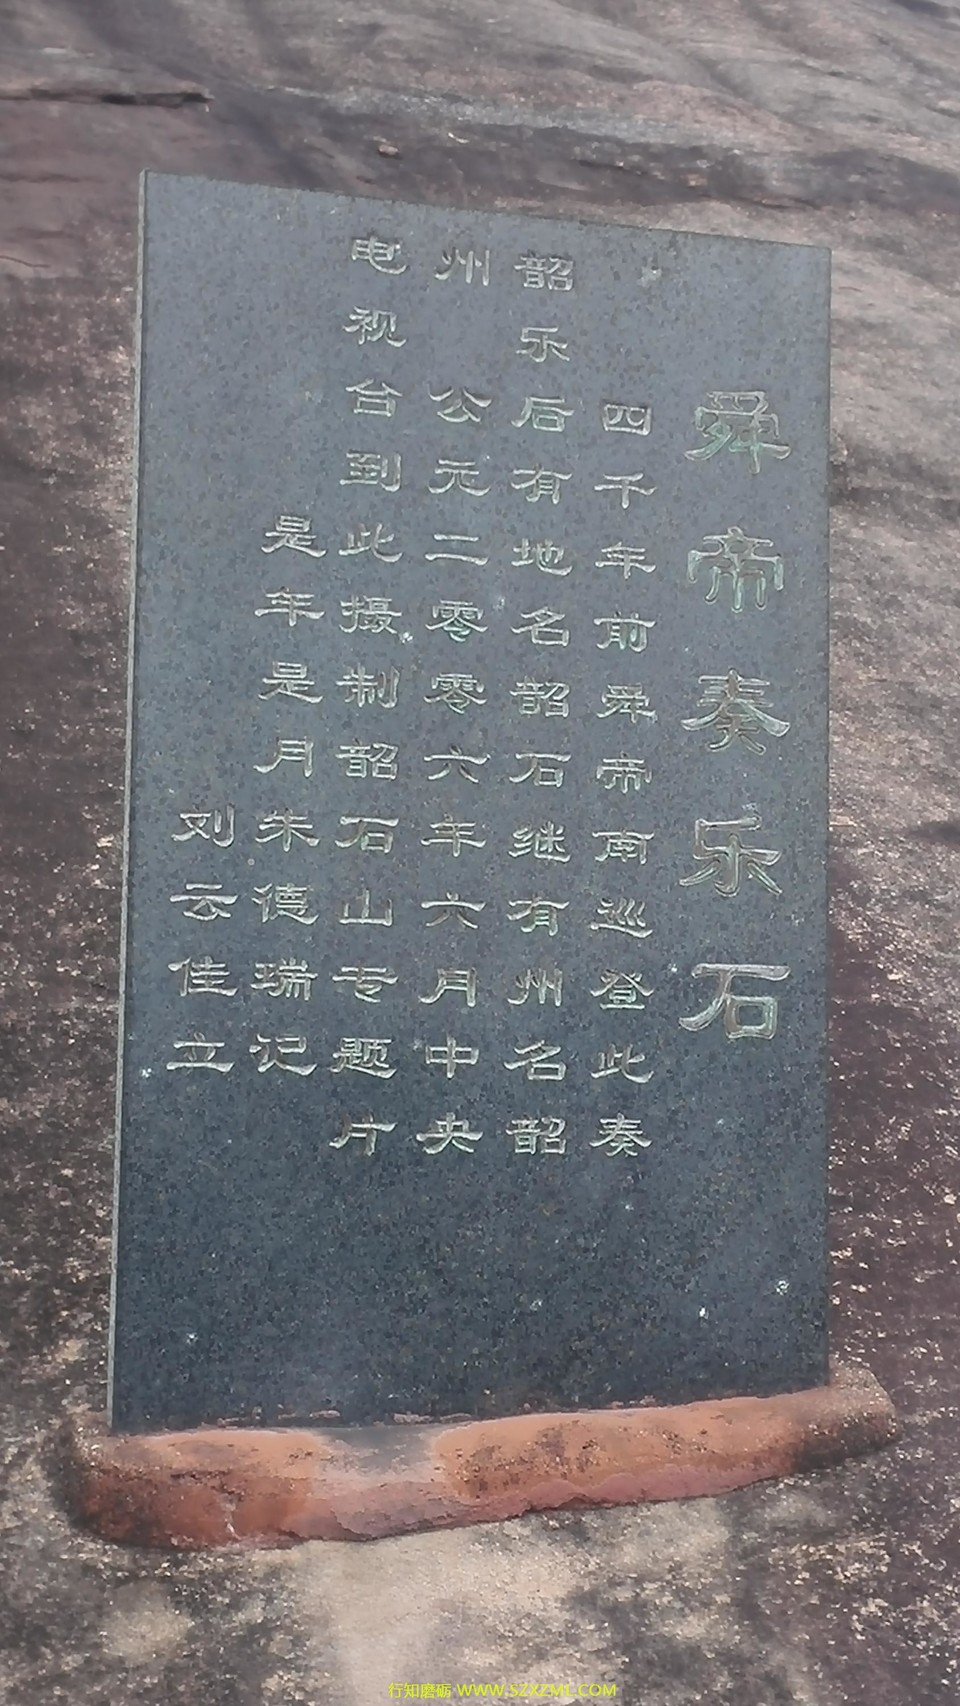 舜帝奏乐石
四千年前舜帝南巡登此奏
韶乐后有地名韶石继有州名韶
州 公元二零零六年六月中央
电视台到此摄制韶石山专题片
是年是月朱德瑞记
刘云佳立
行知磨砺 WWW.SZXZML.COM